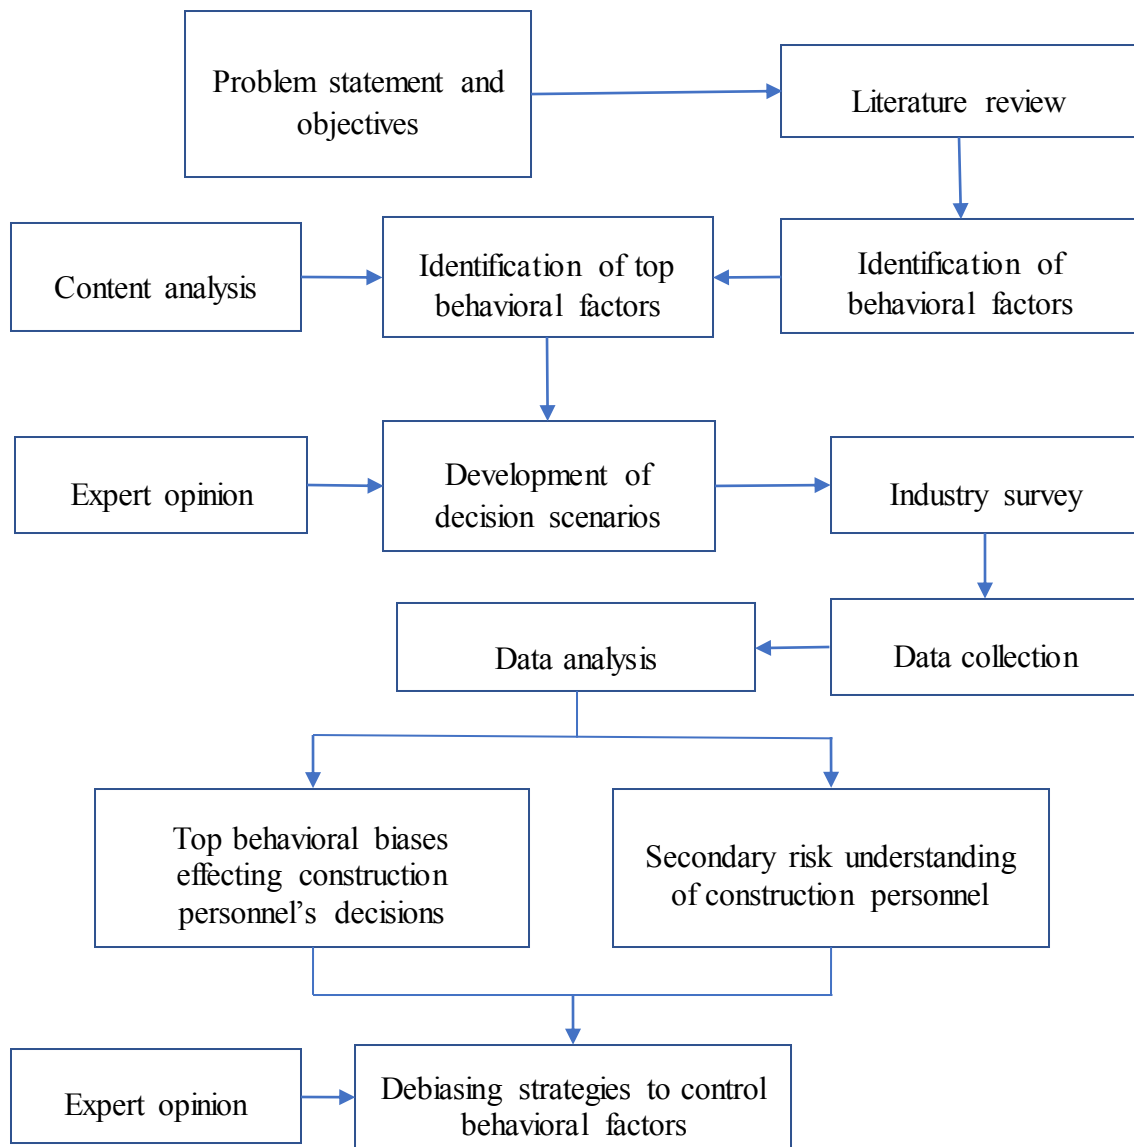 Problem statement and
objectives
Literature review
Content analysis
Identification of top
behavioral factors
Identification of
behavioral factors
Expert opinion
Development of
decision scenarios
Industry survey
Data analysis
Data collection
Top behavioral biases
effecting construction
personnel’s decisions
Secondary risk understanding
of construction personnel
Expert opinion
Debiasing strategies to control
behavioral factors